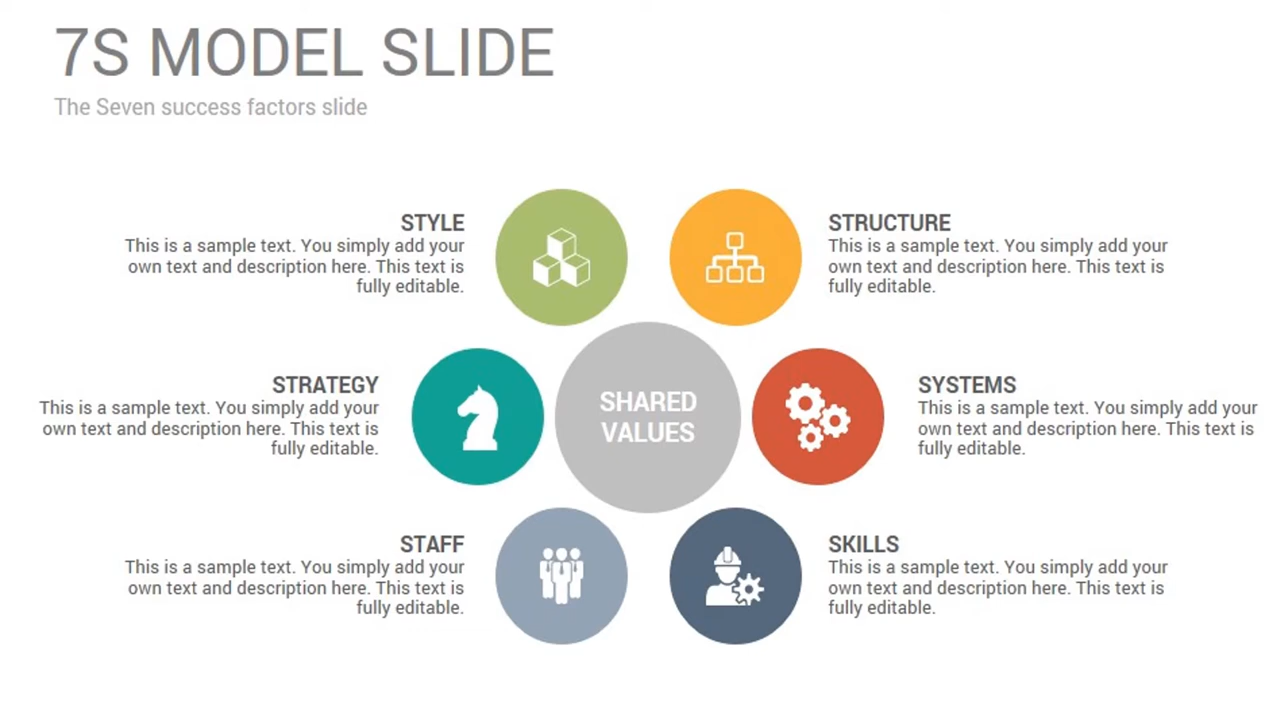 7S MODEL SLIDE
The Seven success factors slide
STYLE
This is a sample text. You simply add your
own text and description here. This text is
fully editable.
STRUCTURE
This is a sample text. You simply add your
own text and description here. This text is
fully editable.
STRATEGY
This is a sample text. You simply add your
own text and description here. This text is
fully editable.
SHARED
VALUES
SYSTEMS
This is a sample text. You simply add your
own text and description here. This text is
fully editable.
STAFF
This is a sample text. You simply add your
own text and description here. This text is
fully editable.
SKILLS
This is a sample text. You simply add your
own text and description here. This text is
fully editable.